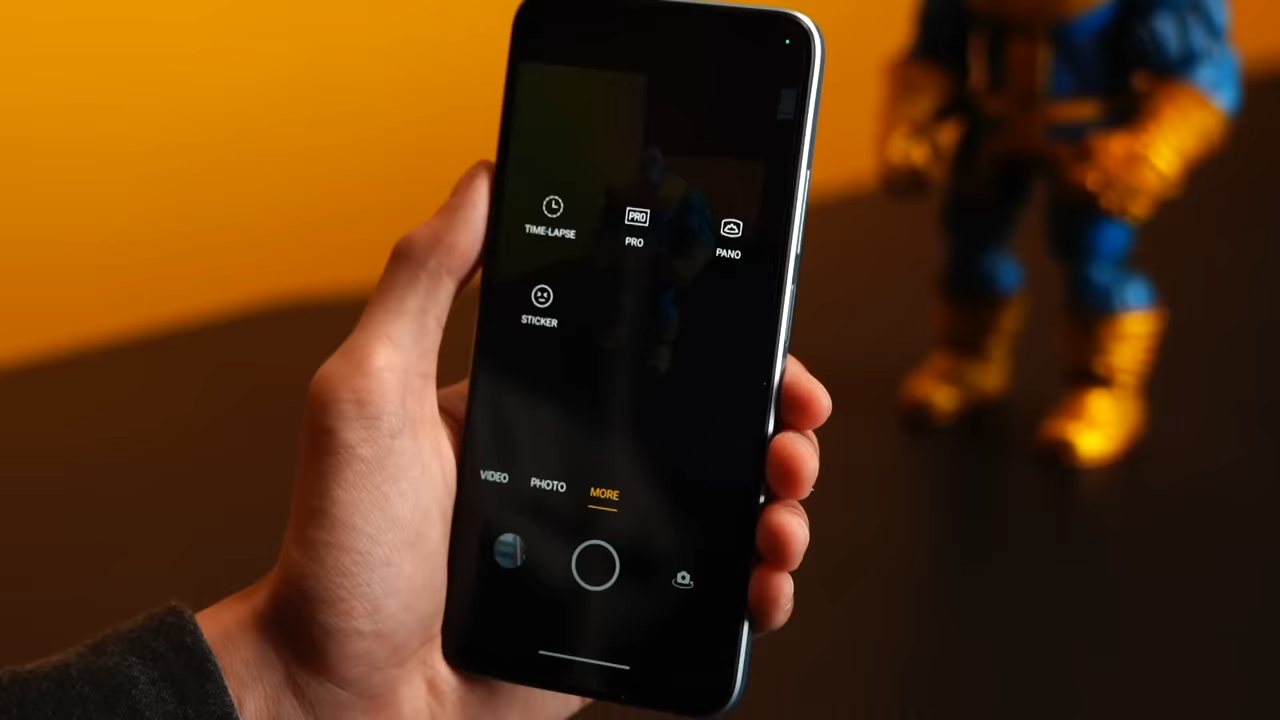 TIME-LAPSE
PRO
PRO
PANO
STICKER
VIDEO PHOTO MORE